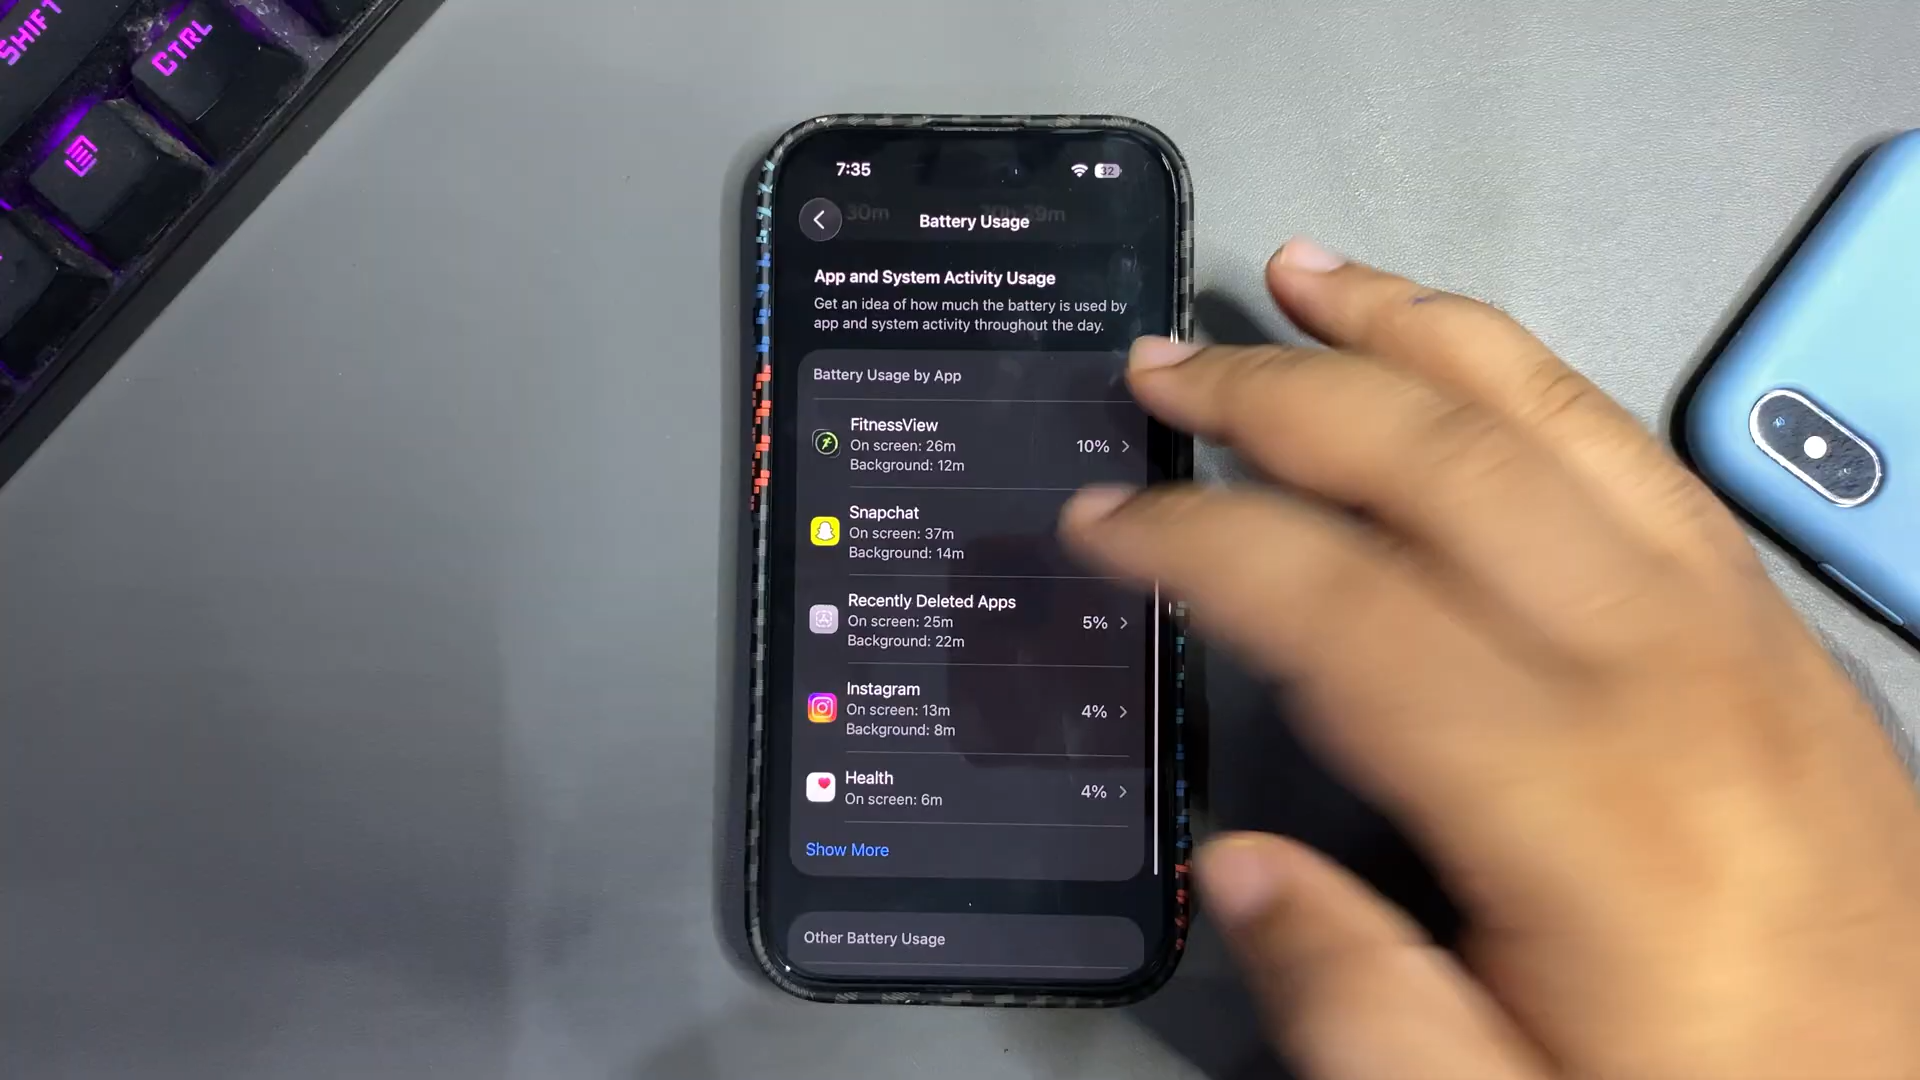 SHIFT
CTRL
7:35
32
30m
Battery Usage
App and System Activity Usage
Get an idea of how much the battery is used by
app and system activity throughout the day.
Battery Usage by App
FitnessView
On screen: 26m
Background: 12m
10%
Snapchat
On screen: 37m
Background: 14m
Recently Deleted Apps
On screen: 25m
Background: 22m
5%
Instagram
On screen: 13m
Background: 8m
4%
Health
On screen: 6m
4%
Show More
Other Battery Usage